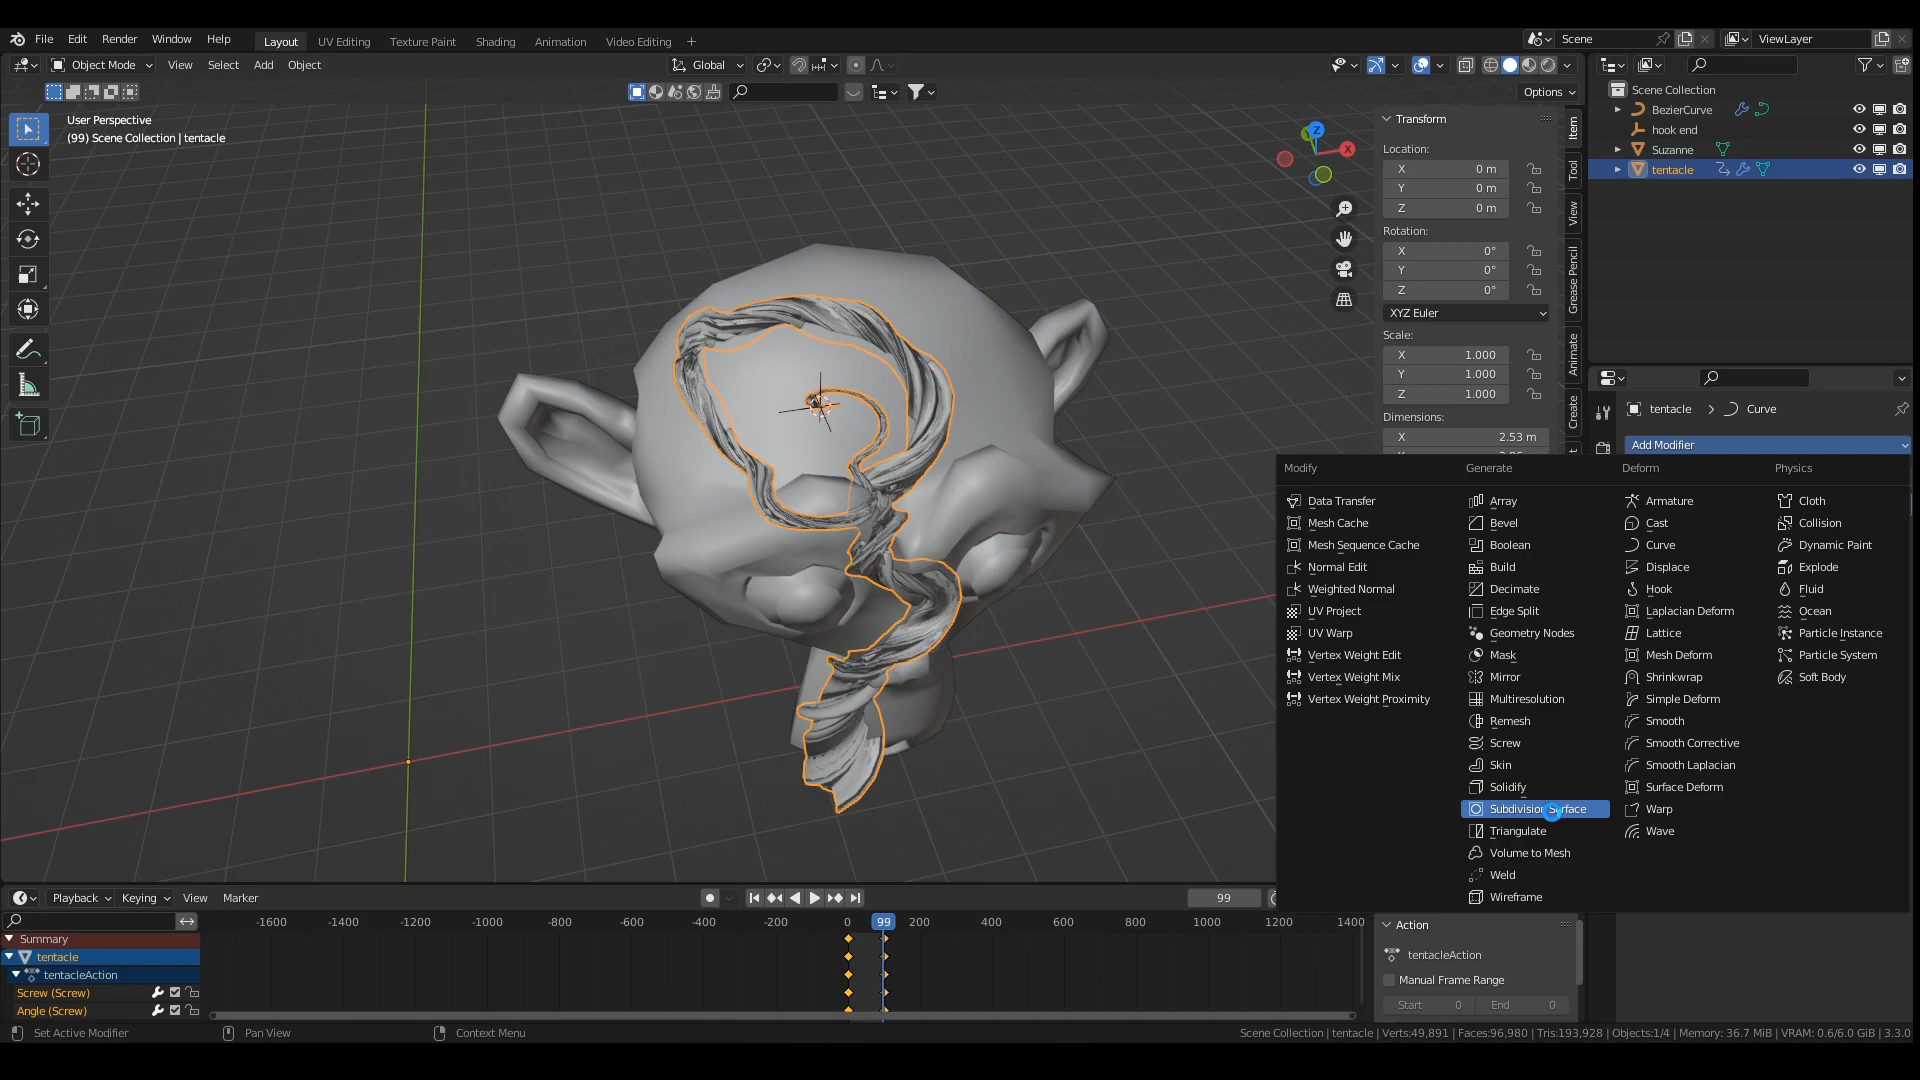 File Edit Render Window Help Layout UV Editing Texture Paint Shading Animation Video Editing + Scene ViewLayer
Object Mode View Select Add Object Global
Options
User Perspective
(99) Scene Collection | tentacle
Z
X
Transform
Location:
X 0 m
Y 0 m
Z 0 m
Rotation:
X 0°
Y 0°
Z 0°
XYZ Euler
Scale:
X 1.000
Y 1.000
Z 1.000
Dimensions:
X 2.53 m
Item
Tool
View
Grease Pencil
Animate
Create
Scene Collection
BezierCurve
hook end
Suzanne
tentacle
tentacle > Curve
Add Modifier
Modify
Data Transfer
Mesh Cache
Mesh Sequence Cache
Normal Edit
Weighted Normal
UV Project
UV Warp
Vertex Weight Edit
Vertex Weight Mix
Vertex Weight Proximity
Generate
Array
Bevel
Boolean
Build
Decimate
Edge Split
Geometry Nodes
Mask
Mirror
Multiresolution
Remesh
Screw
Skin
Solidify
Subdivision Surface
Triangulate
Volume to Mesh
Weld
Wireframe
Deform
Armature
Cast
Curve
Displace
Hook
Laplacian Deform
Lattice
Mesh Deform
Shrinkwrap
Simple Deform
Smooth
Smooth Corrective
Smooth Laplacian
Surface Deform
Warp
Wave
Physics
Cloth
Collision
Dynamic Paint
Explode
Fluid
Ocean
Particle Instance
Particle System
Soft Body
Playback Keying View Marker 99
-1600 -1400 -1200 -1000 -800 -600 -400 -200 0 99 200 400 600 800 1000 1200 1400
Summary
tentacle
tentacleAction
Screw (Screw)
Angle (Screw)
Action
tentacleAction
Manual Frame Range
Start 0 End 0
Set Active Modifier Pan View Context Menu Scene Collection | tentacle | Verts:49,891 | Faces:96,980 | Tris:193,928 | Objects:1/4 | Memory: 36.7 MiB | VRAM: 0.6/6.0 GiB | 3.3.0